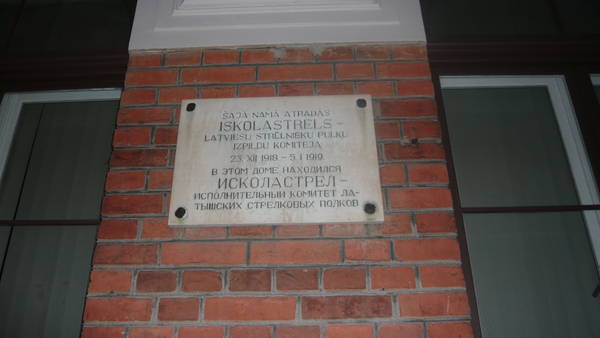 ŠAJĀ NAMĀ ATRADĀS
ISKOLASTRELS –
LATVIEŠU STRĒLNIEKU PULKU
IZPILDU KOMITEJA
23. XII 1918 – 5. I 1919.
В ЭТОМ ДОМЕ НАХОДИЛСЯ
ИСКОЛАСТРЕЛ –
ИСПОЛНИТЕЛЬНЫЙ КОМИТЕТ ЛА-
ТЫШСКИХ СТРЕЛКОВЫХ ПОЛКОВ